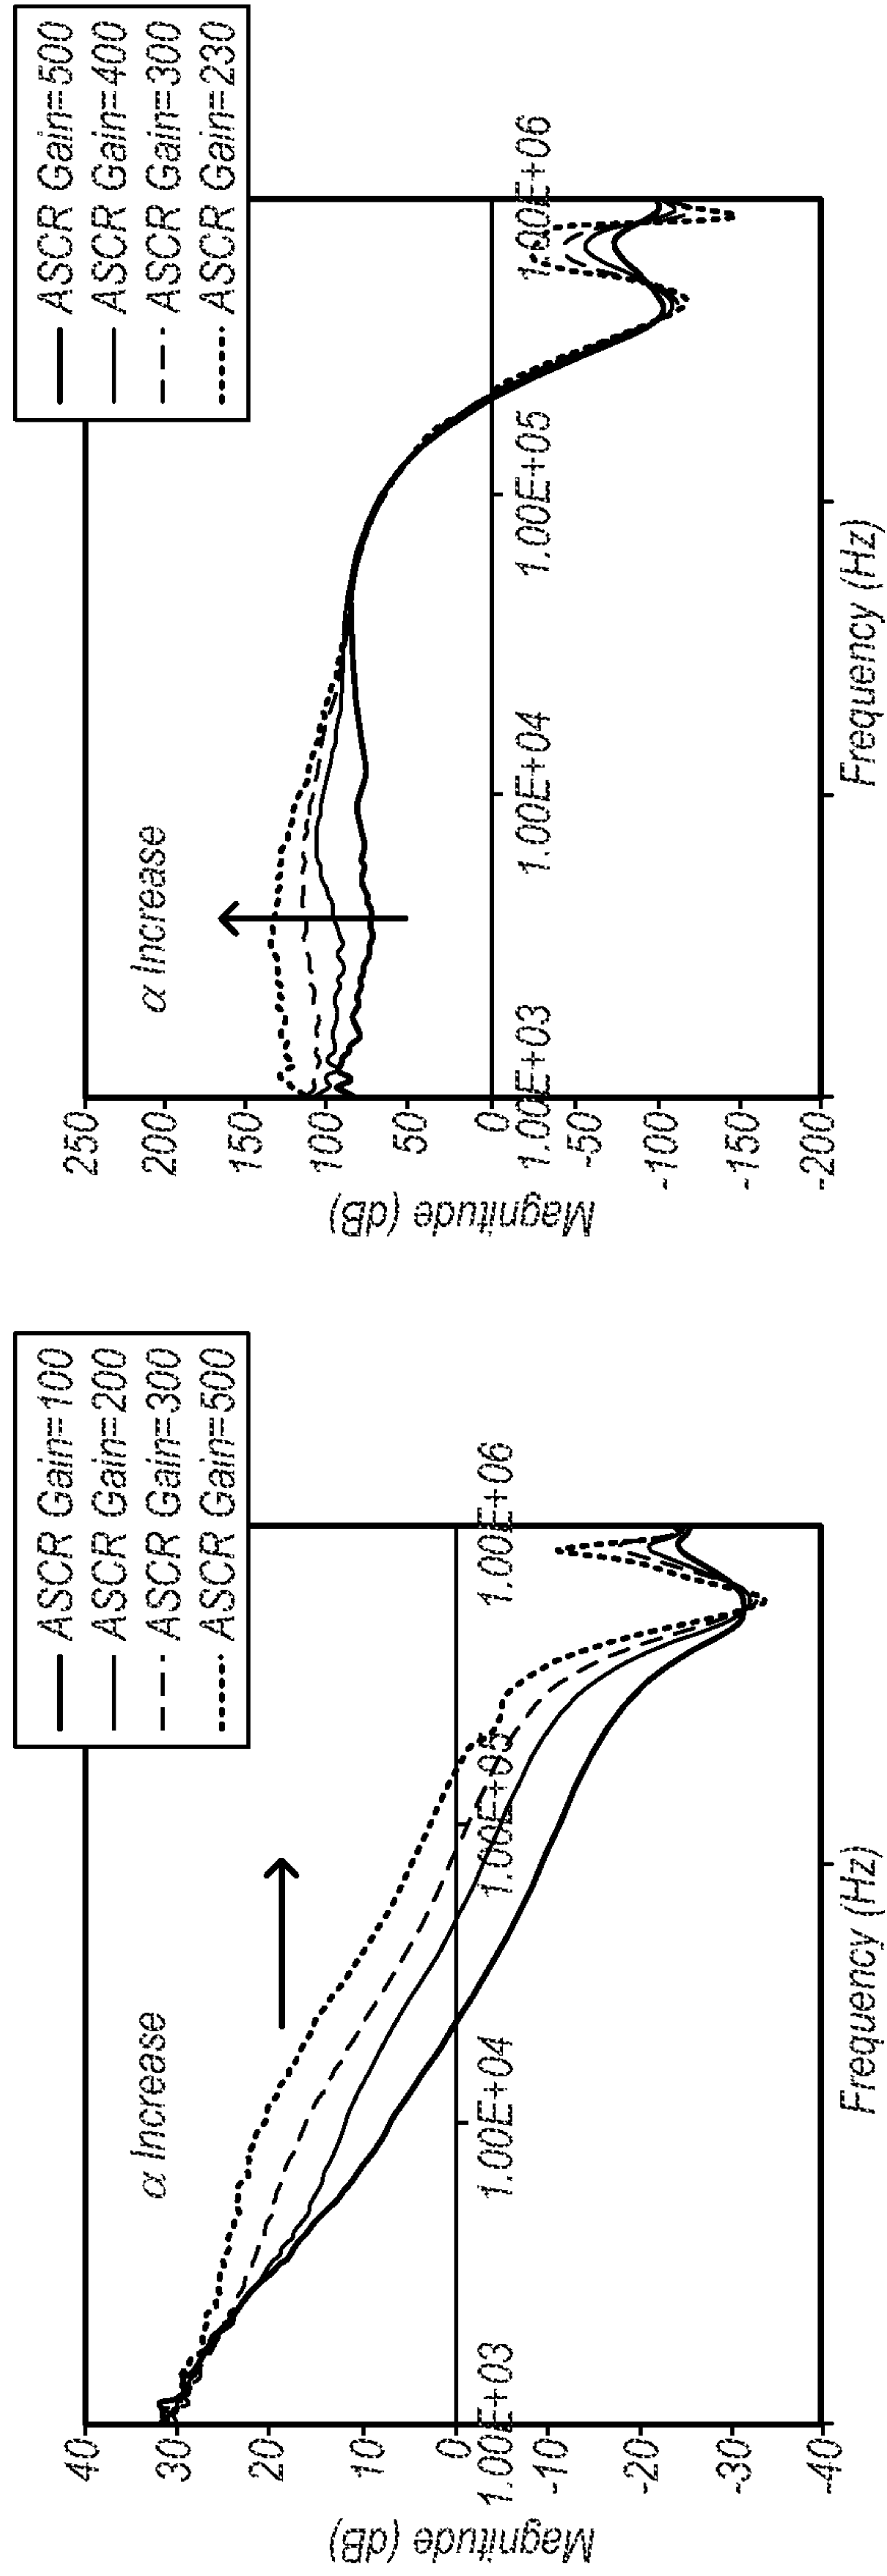 ASCR Gain=100
ASCR Gain=200
ASCR Gain=300
ASCR Gain=500
α Increase
Magnitude (dB)
40
30
20
10
0
-10
-20
-30
-40
1.00E+03
1.00E+04
1.00E+05
1.00E+06
Frequency (Hz)
ASCR Gain=500
ASCR Gain=400
ASCR Gain=300
ASCR Gain=230
α Increase
Magnitude (dB)
250
200
150
100
50
0
-50
-100
-150
-200
1.00E+03
1.00E+04
1.00E+05
1.00E+06
Frequency (Hz)